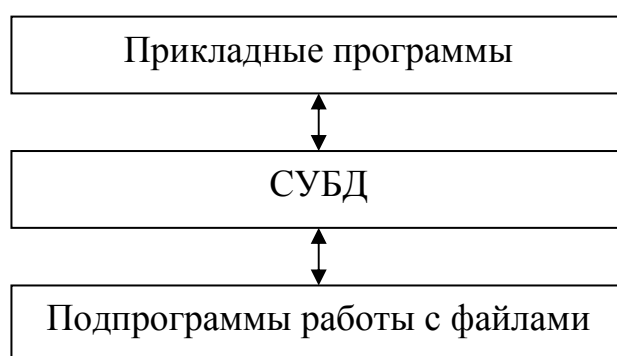 Прикладные программы
СУБД
Подпрограммы работы с файлами